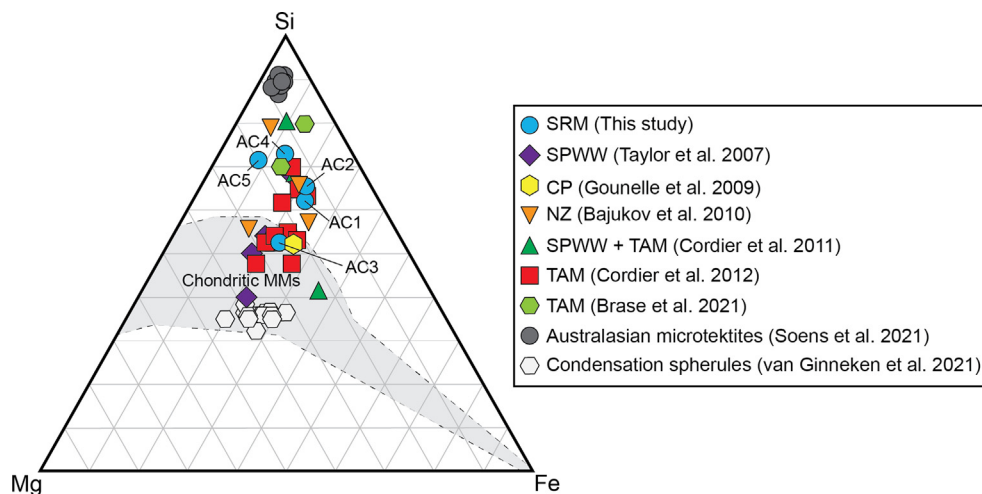 Si
AC4
AC2
AC5
AC1
AC3
Chondritic MMs
Mg
Fe
SRM (This study)
SPWW (Taylor et al. 2007)
CP (Gounelle et al. 2009)
NZ (Bajukov et al. 2010)
SPWW + TAM (Cordier et al. 2011)
TAM (Cordier et al. 2012)
TAM (Brase et al. 2021)
Australasian microtektites (Soens et al. 2021)
Condensation spherules (van Ginneken et al. 2021)